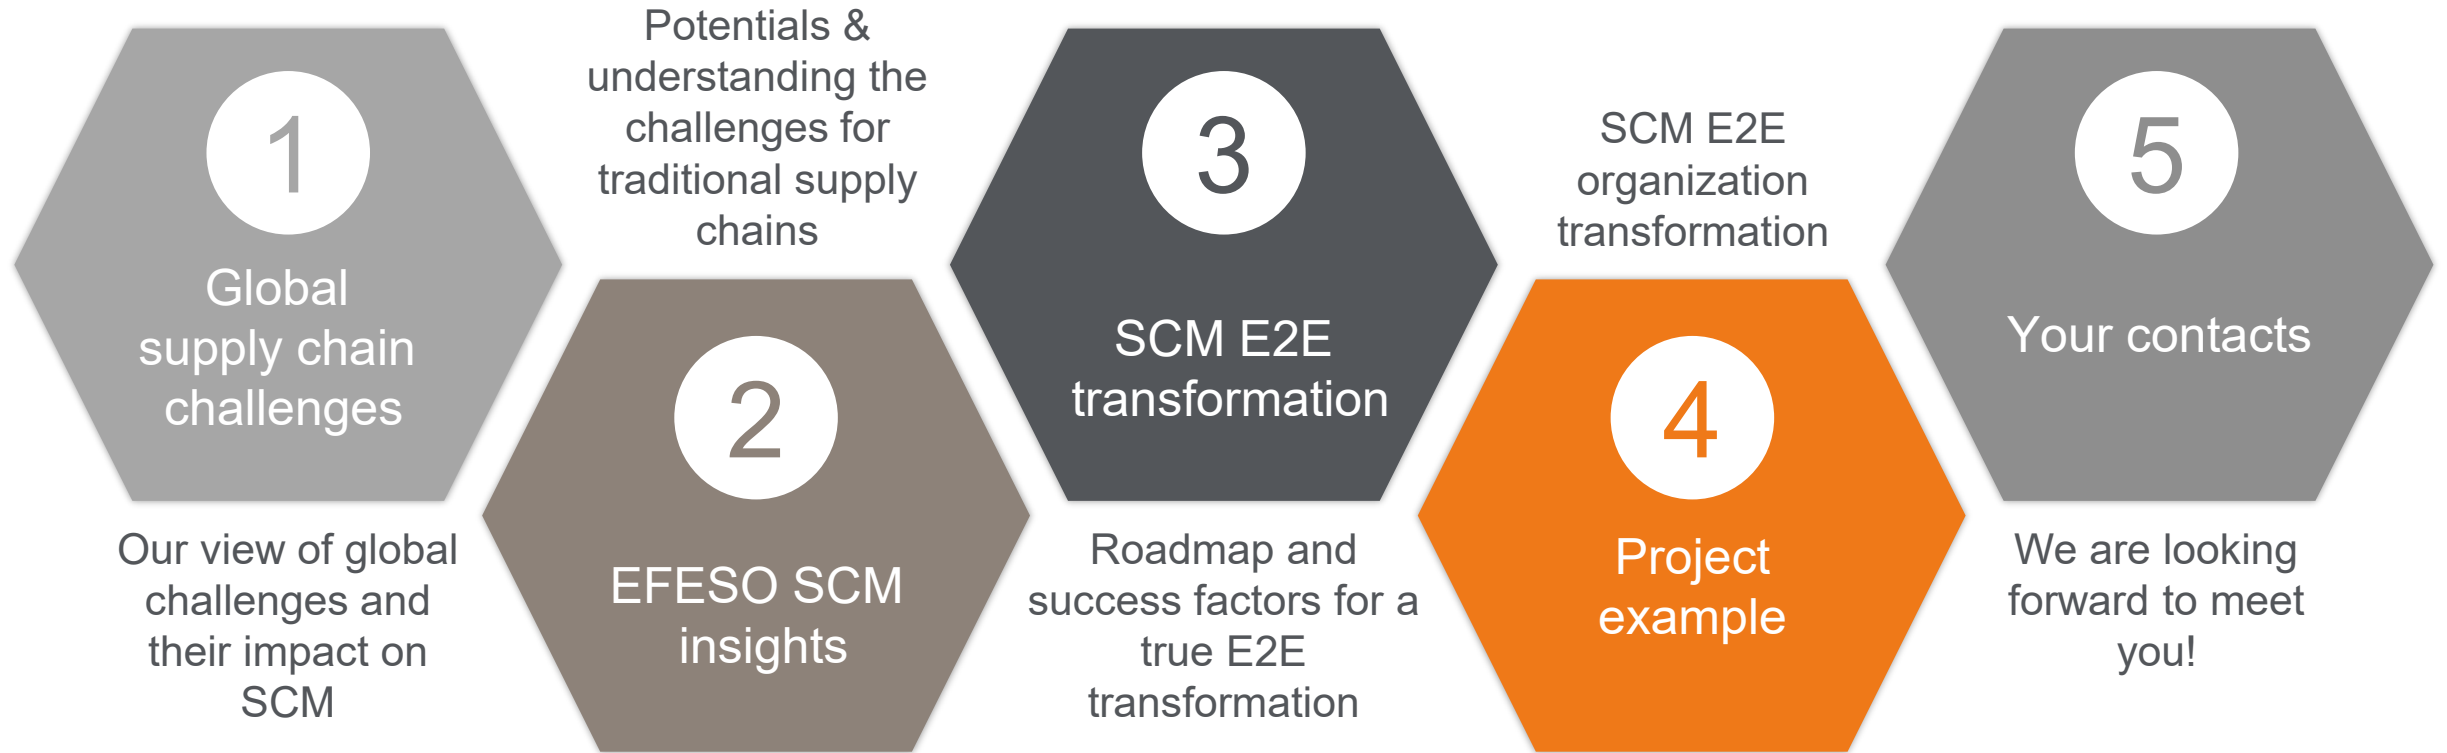 1
Global
supply chain
challenges
Our view of global
challenges and
their impact on
SCM
Potentials &
understanding the
challenges for
traditional supply
chains
2
EFESO SCM
insights
3
SCM E2E
transformation
Roadmap and
success factors for a
true E2E
transformation
SCM E2E
organization
transformation
4
Project
example
5
Your contacts
We are looking
forward to meet
you!